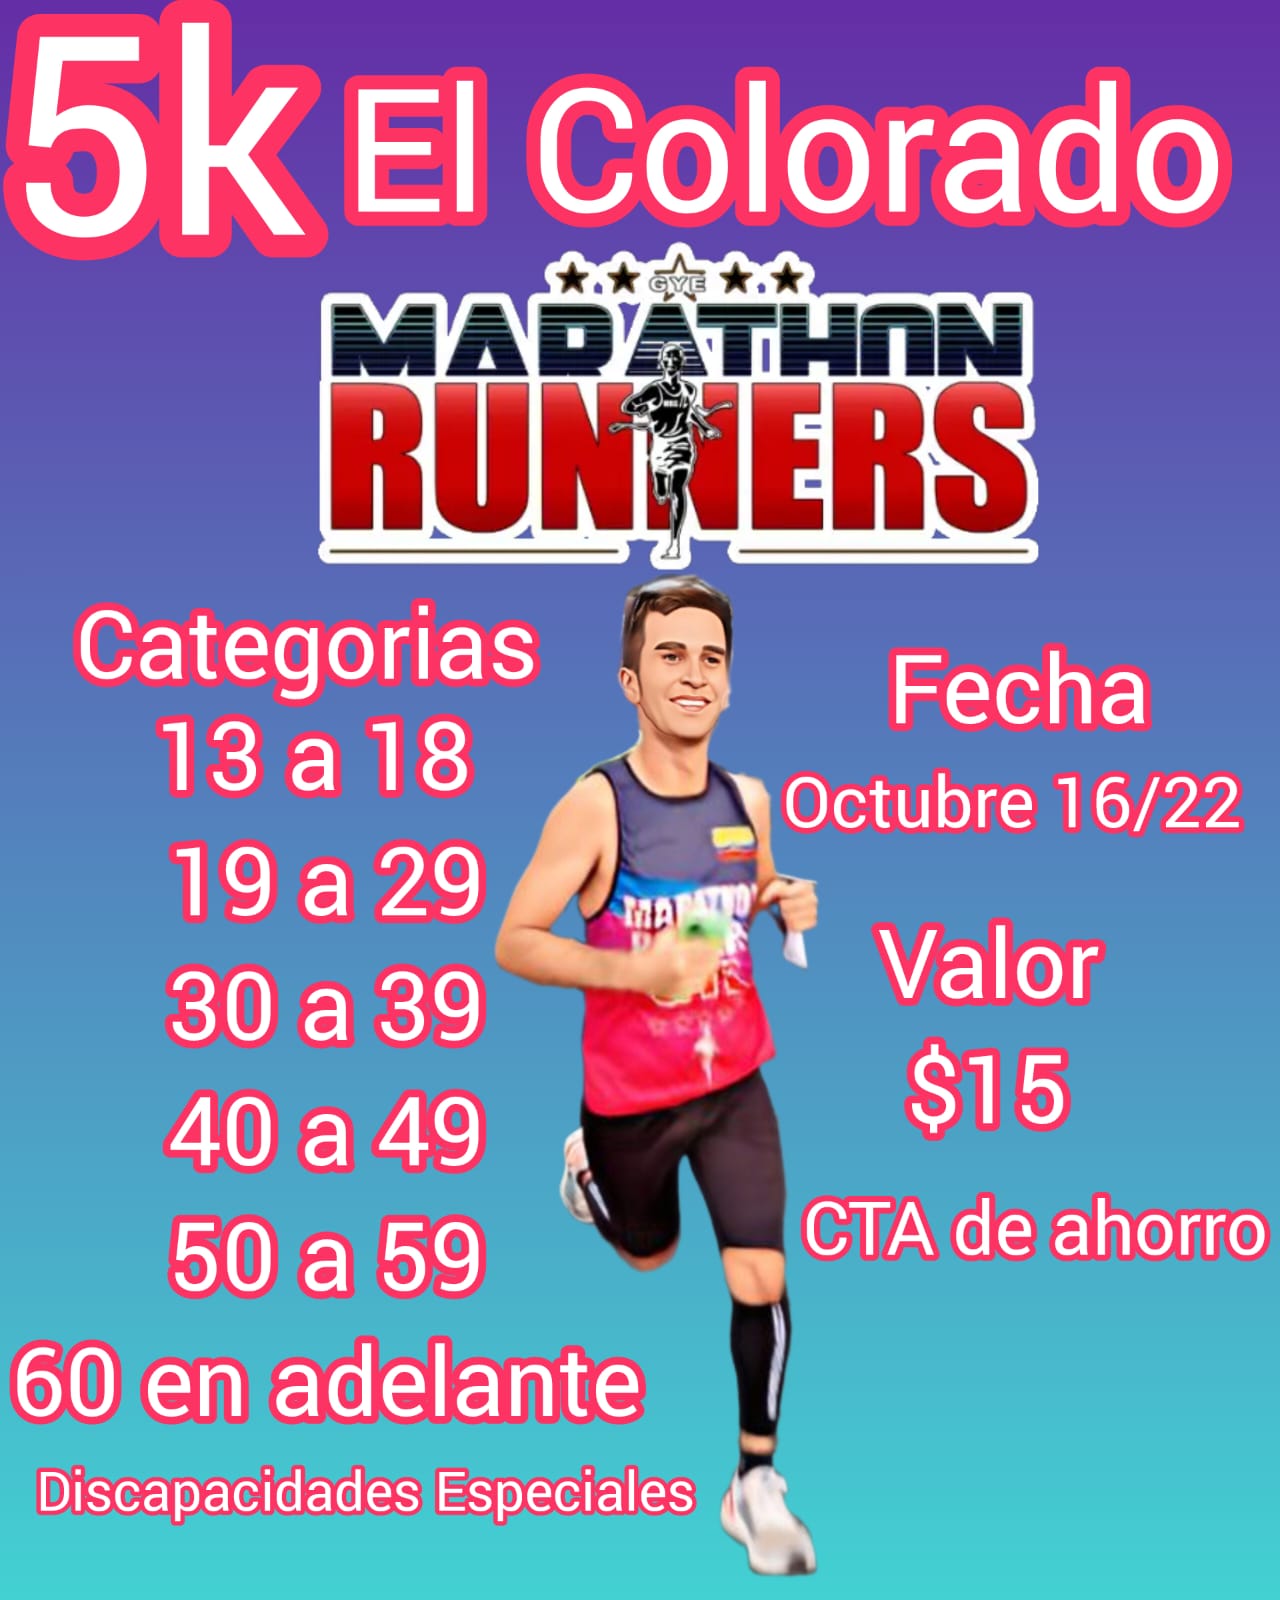 5k El Colorado
GYE
MARATHON
RUNNERS
Categorias
13 a 18
19 a 29
30 a 39
40 a 49
50 a 59
60 en adelante
Discapacidades Especiales
Fecha
Octubre 16/22
Valor
$15
CTA de ahorro